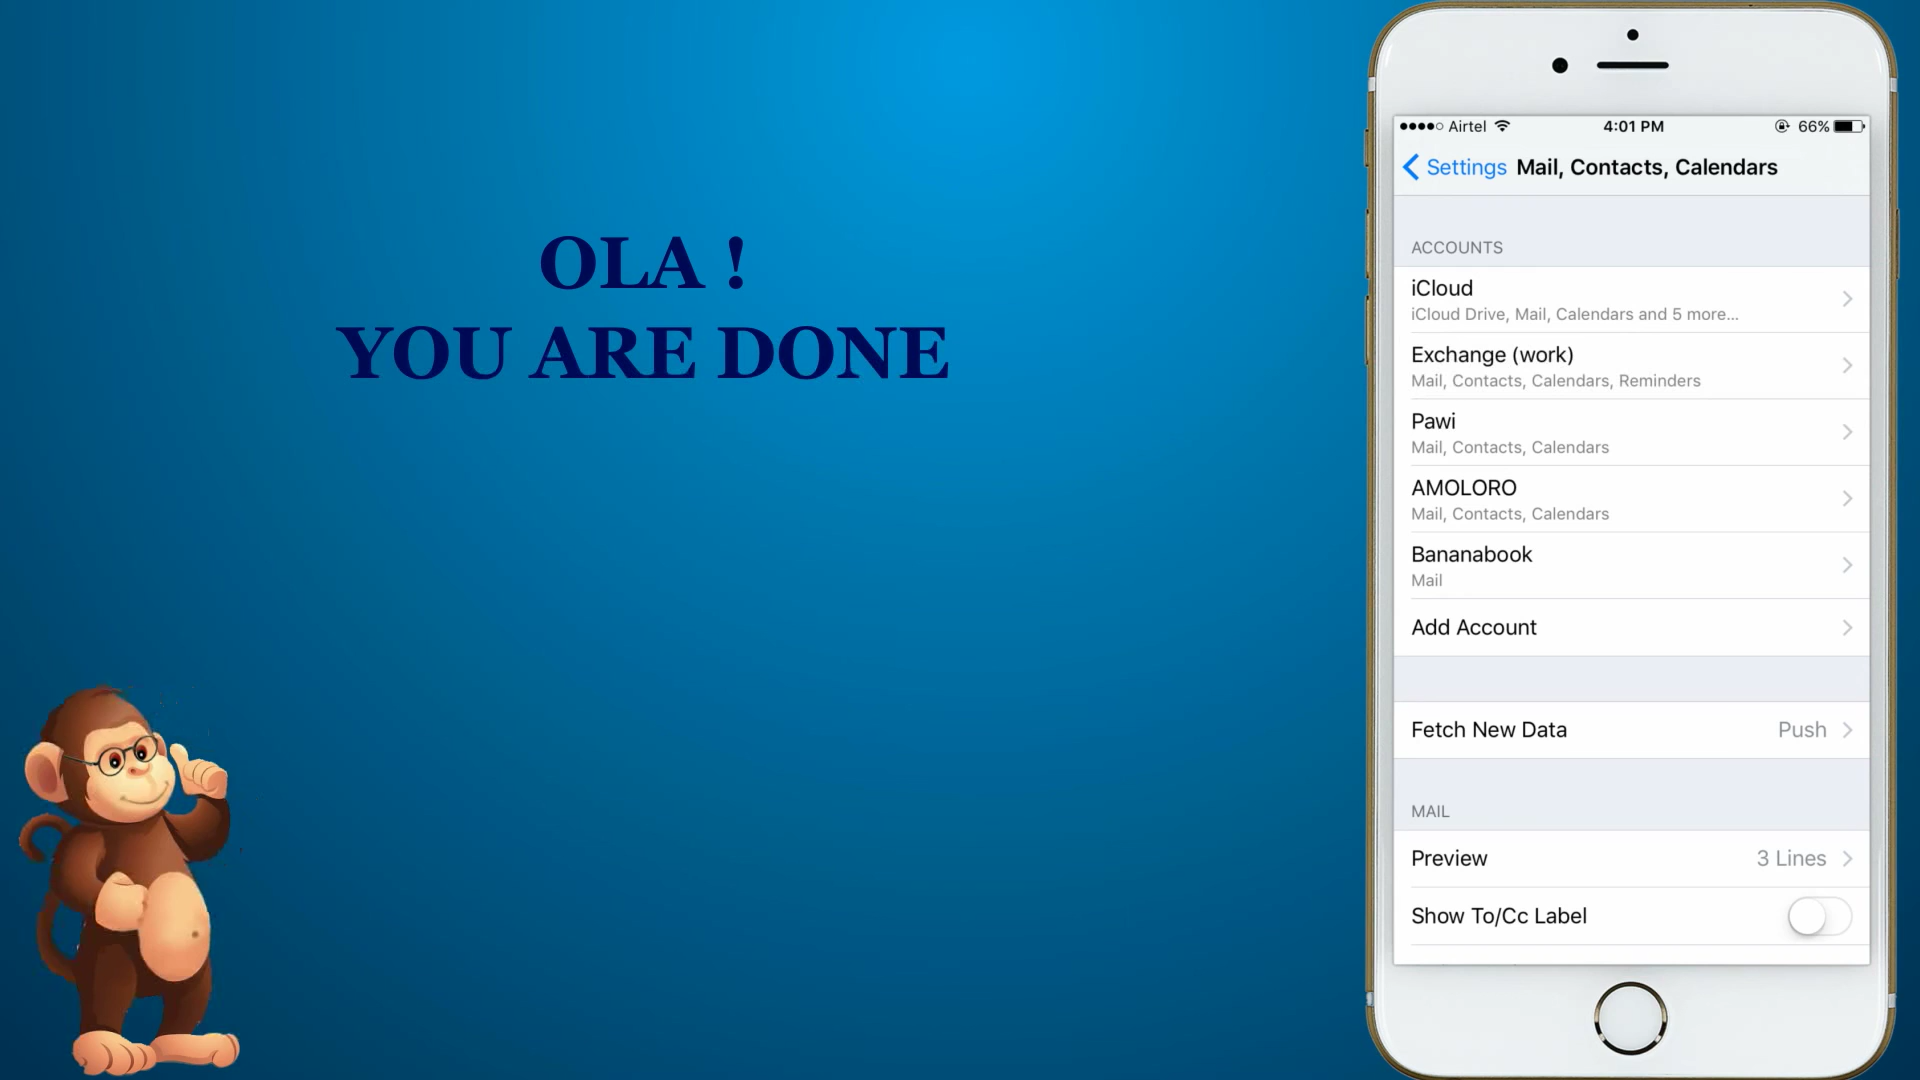 OLA !
YOU ARE DONE
Airtel 4:01 PM 66%
Settings Mail, Contacts, Calendars
ACCOUNTS
iCloud
iCloud Drive, Mail, Calendars and 5 more...
Exchange (work)
Mail, Contacts, Calendars, Reminders
Pawi
Mail, Contacts, Calendars
AMOLORO
Mail, Contacts, Calendars
Bananabook
Mail
Add Account
Fetch New Data Push
MAIL
Preview 3 Lines
Show To/Cc Label